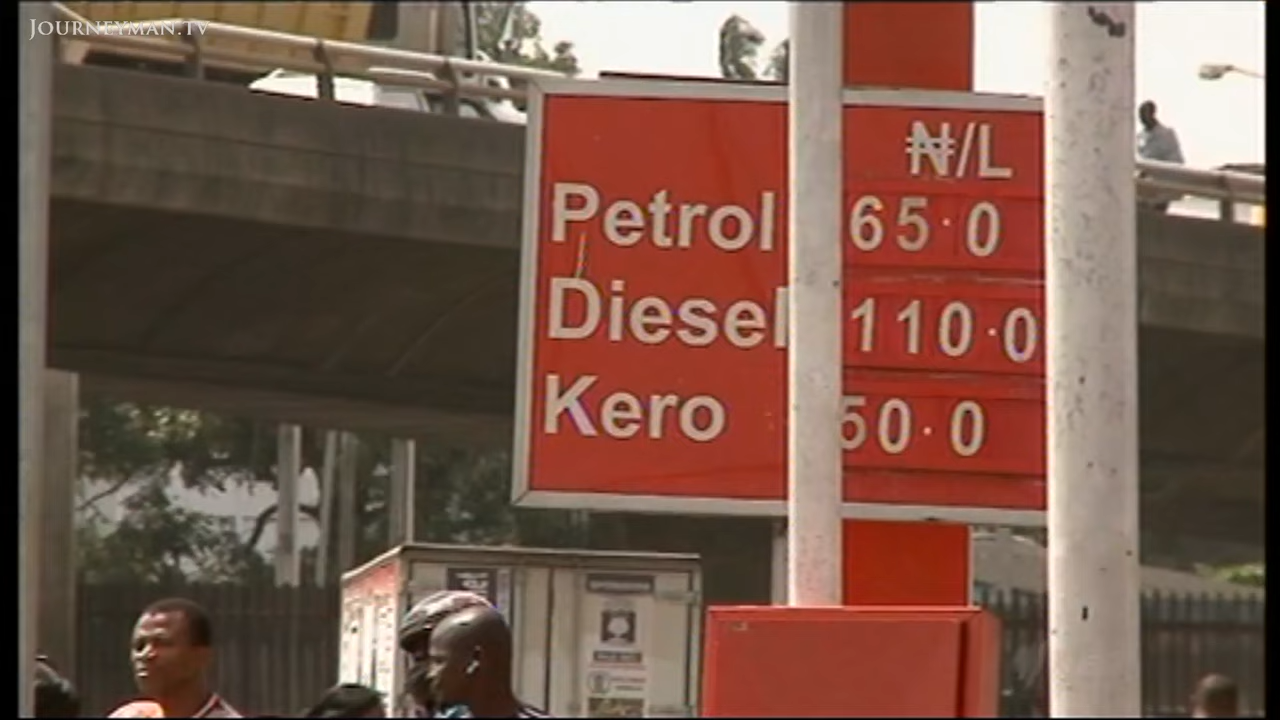 JOURNEYMAN.TV
₦/L
Petrol 65.0
Diesel 110.0
Kero 50.0